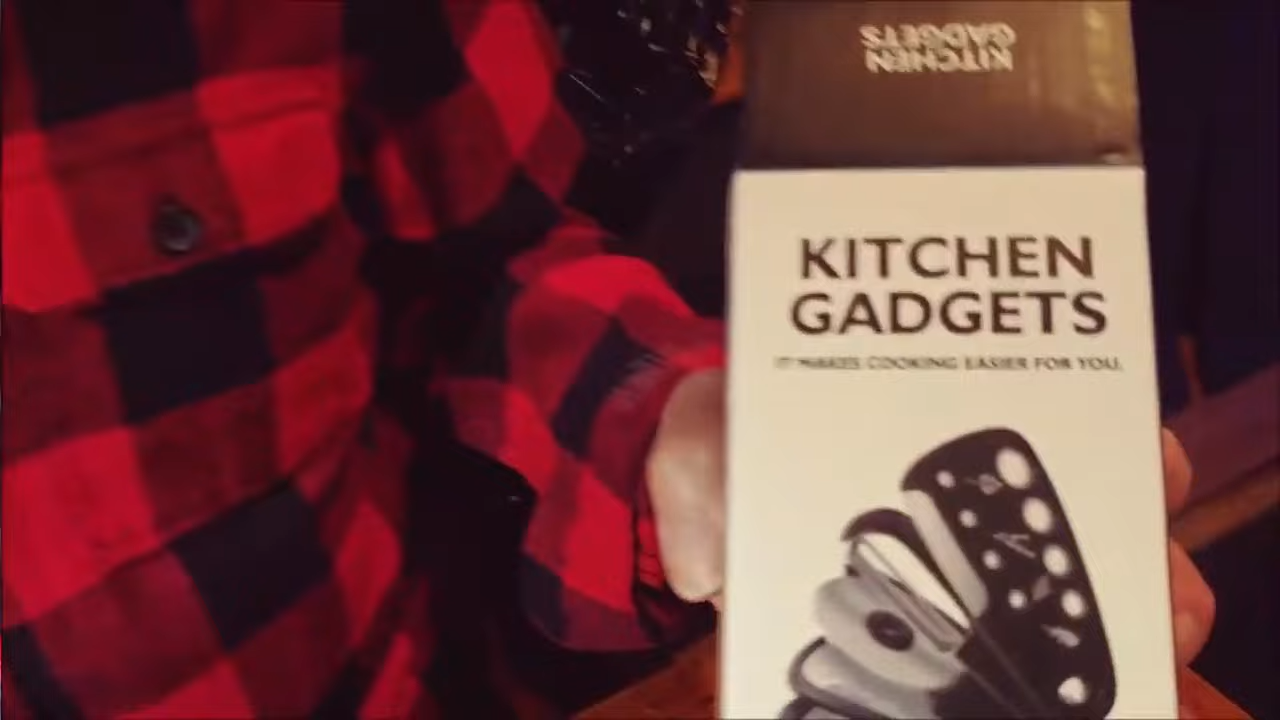 KITCHEN
GADGETS
KITCHEN
GADGETS
IT MAKES COOKING EASIER FOR YOU.